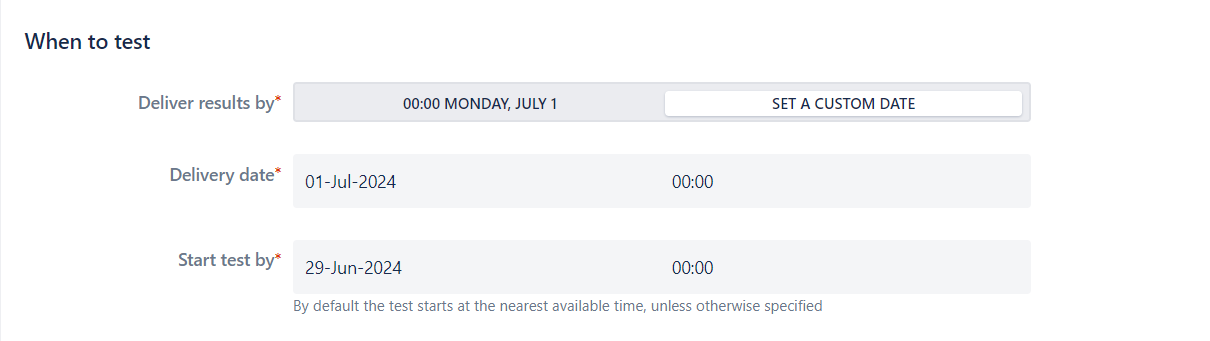 When to test
Deliver results by* 00:00 MONDAY, JULY 1 SET A CUSTOM DATE
Delivery date* 01-Jul-2024 00:00
Start test by* 29-Jun-2024 00:00
By default the test starts at the nearest available time, unless otherwise specified